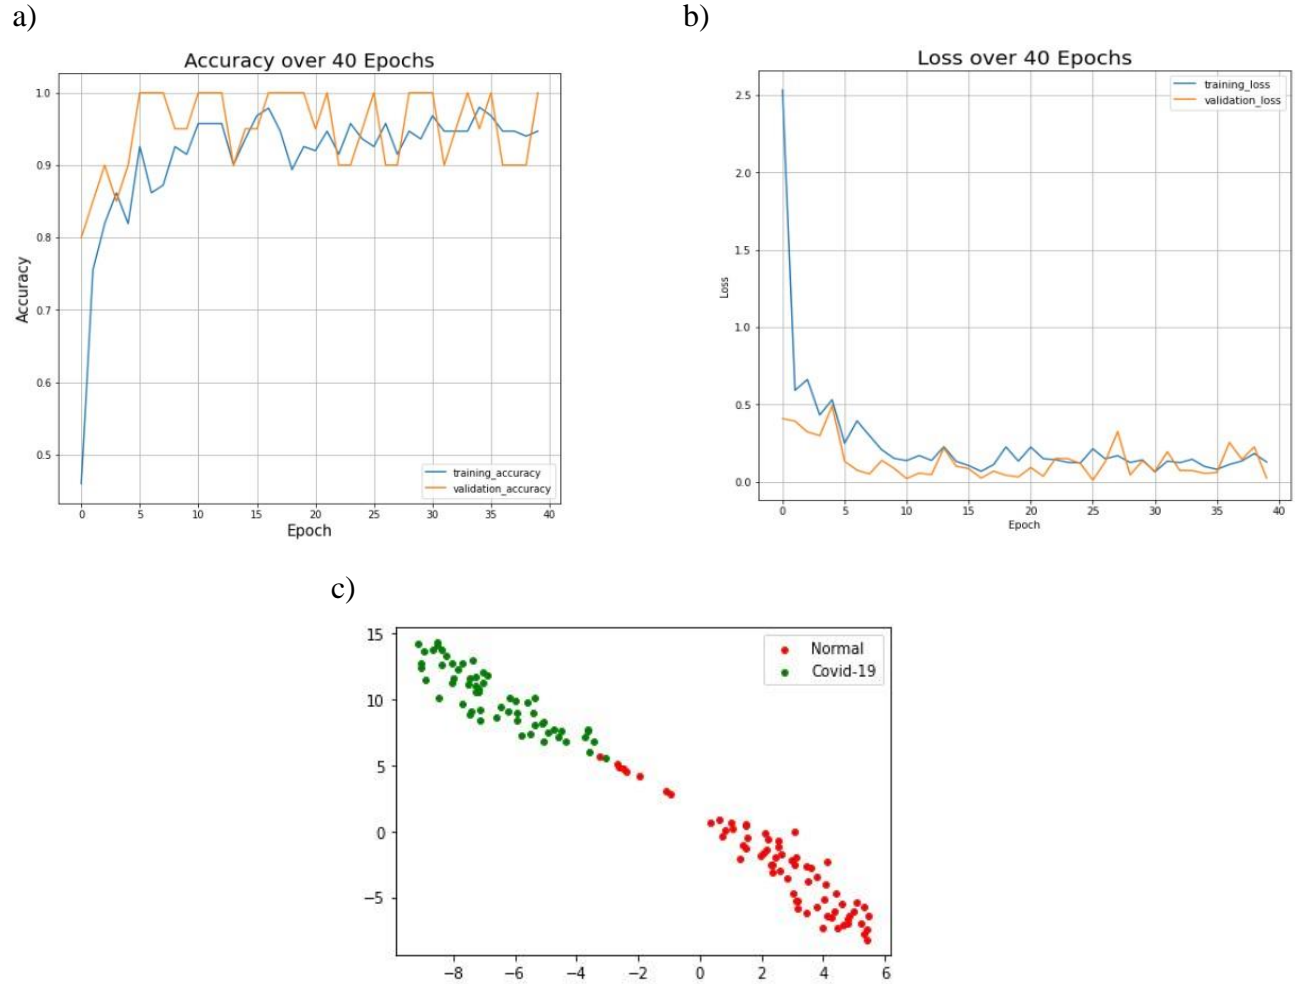 a)
b)
Accuracy over 40 Epochs
1.0
0.9
0.8
0.7
0.6
0.5
Accuracy
training_accuracy
validation_accuracy
0 5 10 15 20 25 30 35 40
Epoch
Loss over 40 Epochs
training_loss
validation_loss
2.5
2.0
1.5
1.0
0.5
0.0
Loss
0 5 10 15 20 25 30 35 40
Epoch
c)
15
10
5
0
−5
Normal
Covid-19
−8 −6 −4 −2 0 2 4 6